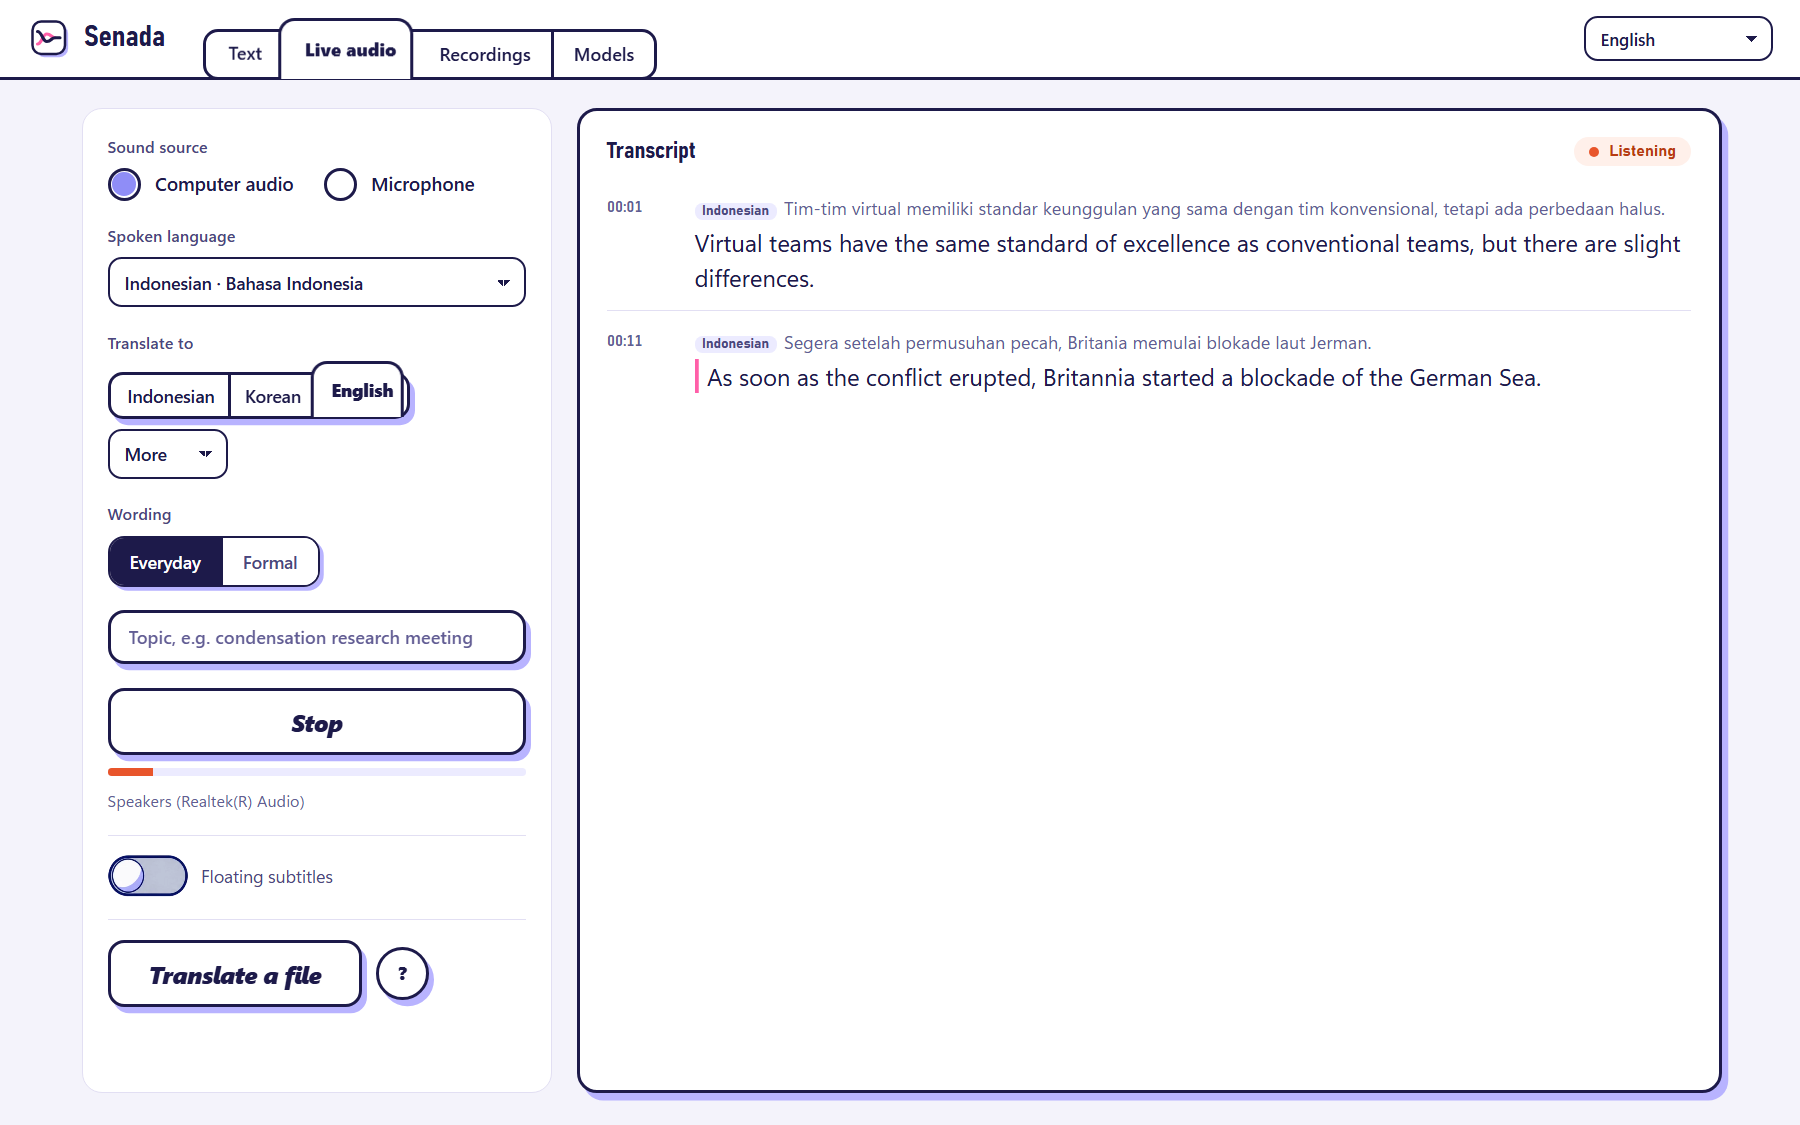 Senada
Text
Live audio
Recordings
Models
English
Sound source
Computer audio
Microphone
Spoken language
Indonesian · Bahasa Indonesia
Translate to
Indonesian
Korean
English
More
Wording
Everyday
Formal
Topic, e.g. condensation research meeting
Stop
Speakers (Realtek(R) Audio)
Floating subtitles
Translate a file
?
Transcript
Listening
00:01
Indonesian Tim-tim virtual memiliki standar keunggulan yang sama dengan tim konvensional, tetapi ada perbedaan halus.
Virtual teams have the same standard of excellence as conventional teams, but there are slight
differences.
00:11
Indonesian Segera setelah permusuhan pecah, Britania memulai blokade laut Jerman.
As soon as the conflict erupted, Britannia started a blockade of the German Sea.